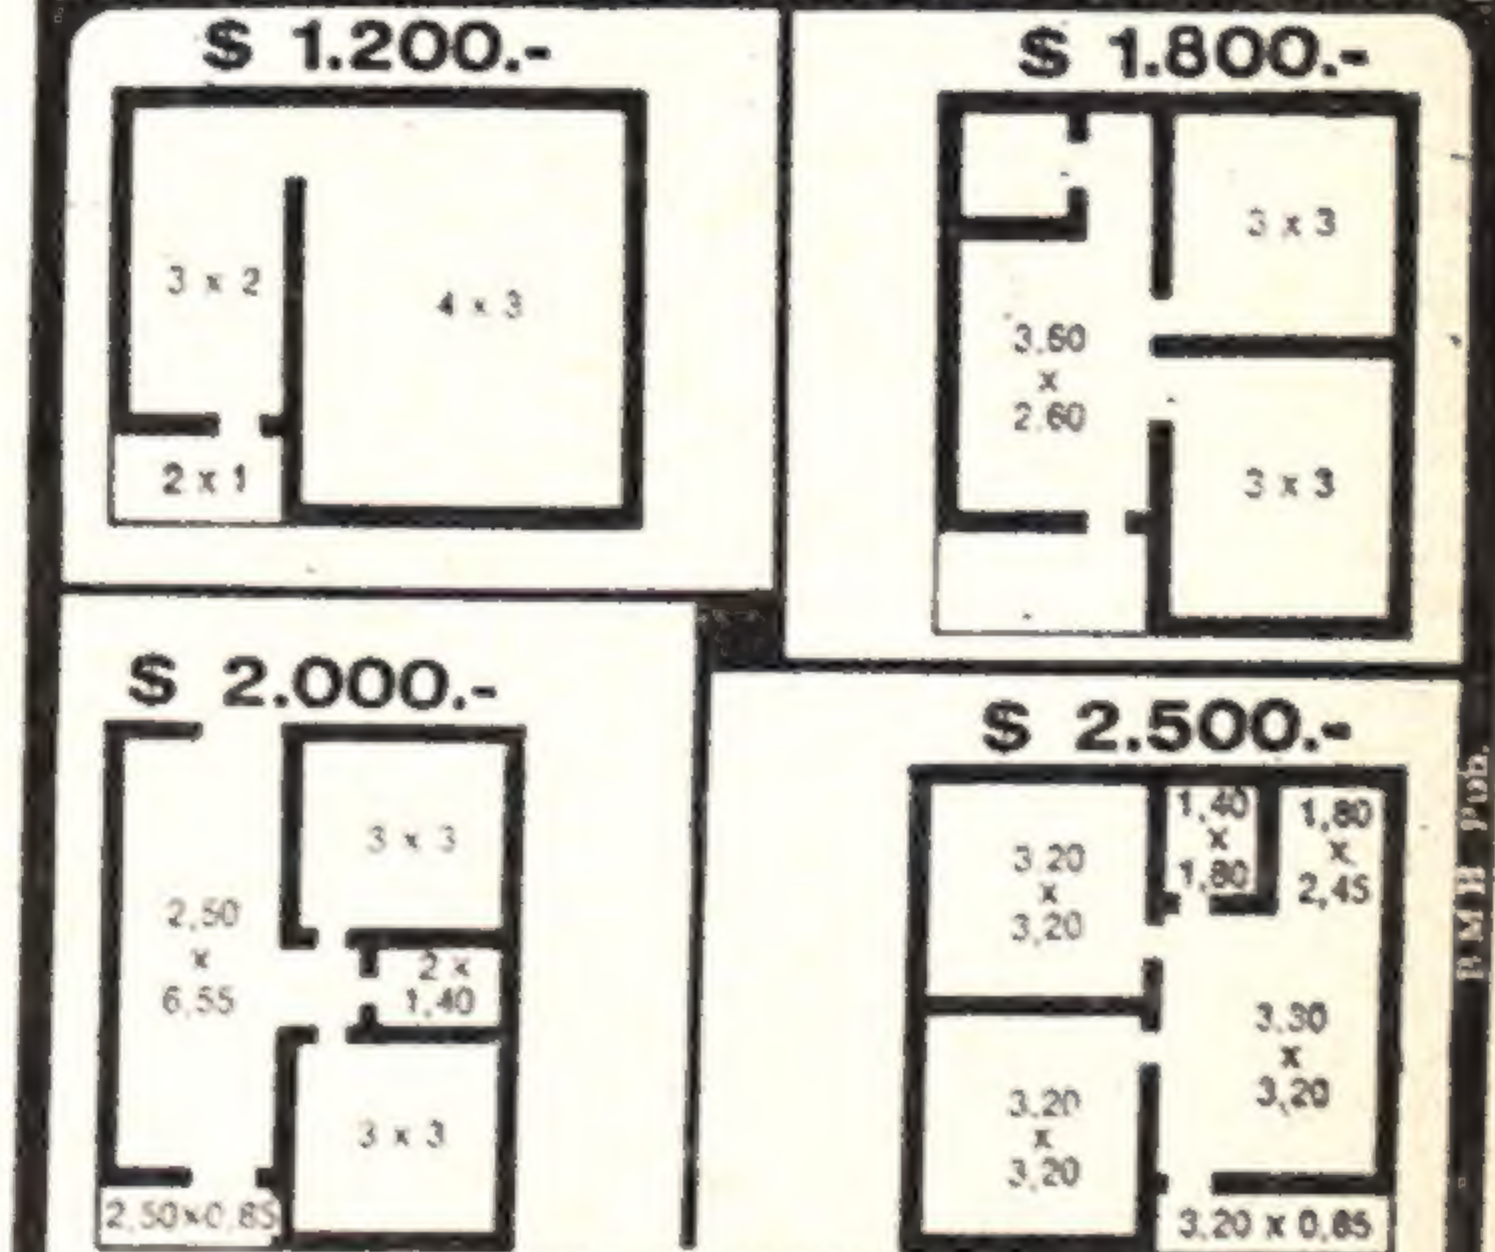 $ 1.200.-
3 x 2
4 x 3
2 x 1
$ 1.800.-
3 x 3
3.60
x
2.60
3 x 3
$ 2.000.-
3 x 3
2,50
x
6,55
2 x
1,40
3 x 3
2,50x0,85
$ 2.500.-
3,20
x
3,20
1,40
x
1,80
1,80
x
2,45
3,30
x
3,20
3,20
x
3,20
3,20 x 0,85
B M H Pub.